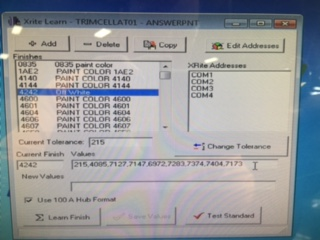 Xrite Learn - TRIMCELLAT01 - ANSWERPNT
Add
Delete
Copy
Edit Addresses
Finishes
0835 0835 paint color
1AE2 PAINT COLOR 1AE2
4140 PAINT COLOR 4140
4144 PAINT COLOR 4144
4242 Off White
4600 PAINT COLOR 4600
4601 PAINT COLOR 4601
4604 PAINT COLOR 4604
4606 PAINT COLOR 4606
4607 PAINT COLOR
XRite Addresses
COM1
COM2
COM3
COM4
Current Tolerance: 215
Change Tolerance
Current Finish Values
4242 215,4085,7127,7147,6972,7283,7374,7404,7173
New Values
Use 100 A Hub Format
Σ Learn Finish
Save Values
Test Standard